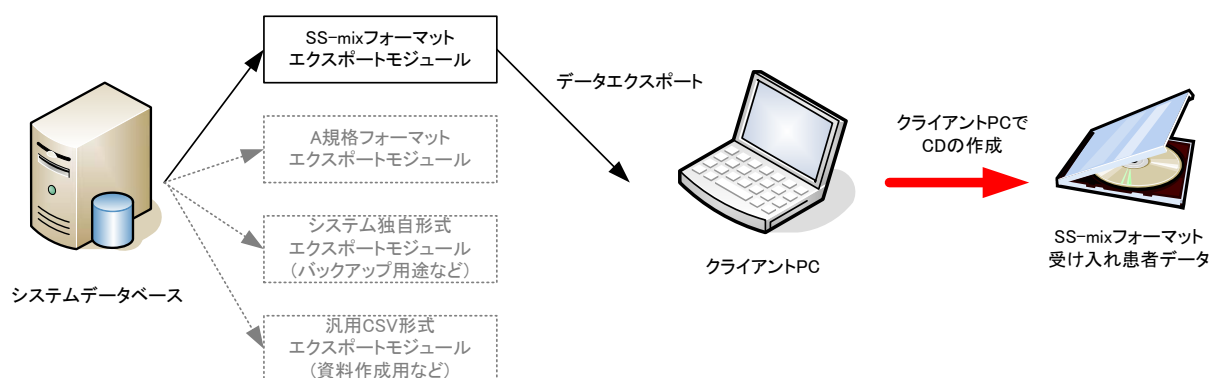 SS-mixフォーマット
エクスポートモジュール
データエクスポート
A規格フォーマット
エクスポートモジュール
クライアントPCで
CDの作成
システム独自形式
エクスポートモジュール
(バックアップ用途など)
SS-mixフォーマット
受け入れ患者データ
クライアントPC
システムデータベース
汎用CSV形式
エクスポートモジュール
(資料作成用など)